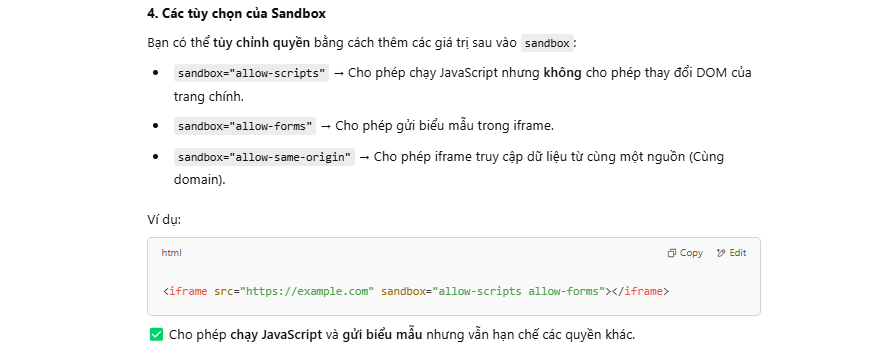 4. Các tùy chọn của Sandbox
Bạn có thể tùy chỉnh quyền bằng cách thêm các giá trị sau vào sandbox:
• sandbox="allow-scripts" → Cho phép chạy JavaScript nhưng không cho phép thay đổi DOM của
trang chính.
• sandbox="allow-forms" → Cho phép gửi biểu mẫu trong iframe.
• sandbox="allow-same-origin" → Cho phép iframe truy cập dữ liệu từ cùng một nguồn (Cùng
domain).
Ví dụ:
html Copy Edit
<iframe src="https://example.com" sandbox="allow-scripts allow-forms"></iframe>
✅ Cho phép chạy JavaScript và gửi biểu mẫu nhưng vẫn hạn chế các quyền khác.